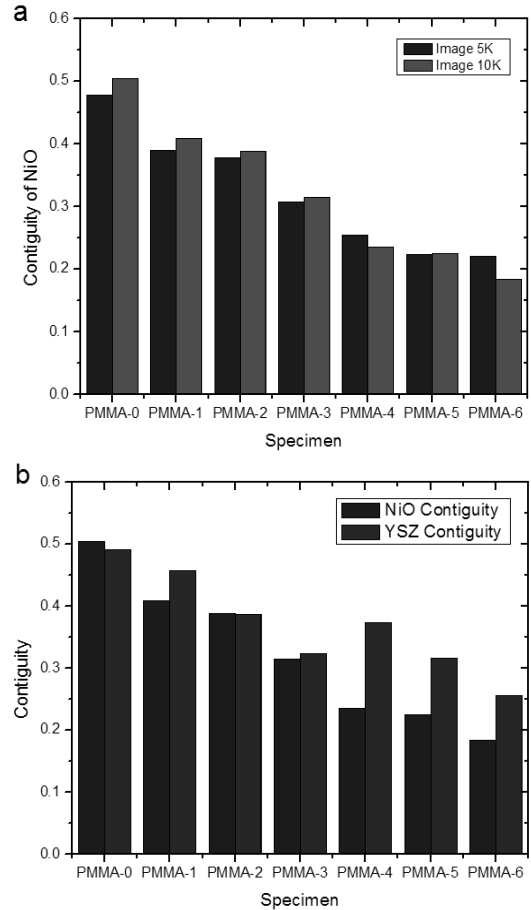 a
0.6
0.5
0.4
0.3
0.2
0.1
0.0
Contiguity of NiO
Image 5K
Image 10K
PMMA-0 PMMA-1 PMMA-2 PMMA-3 PMMA-4 PMMA-5 PMMA-6
Specimen
b
0.6
0.5
0.4
0.3
0.2
0.1
0.0
Contiguity
NiO Contiguity
YSZ Contiguity
PMMA-0 PMMA-1 PMMA-2 PMMA-3 PMMA-4 PMMA-5 PMMA-6
Specimen